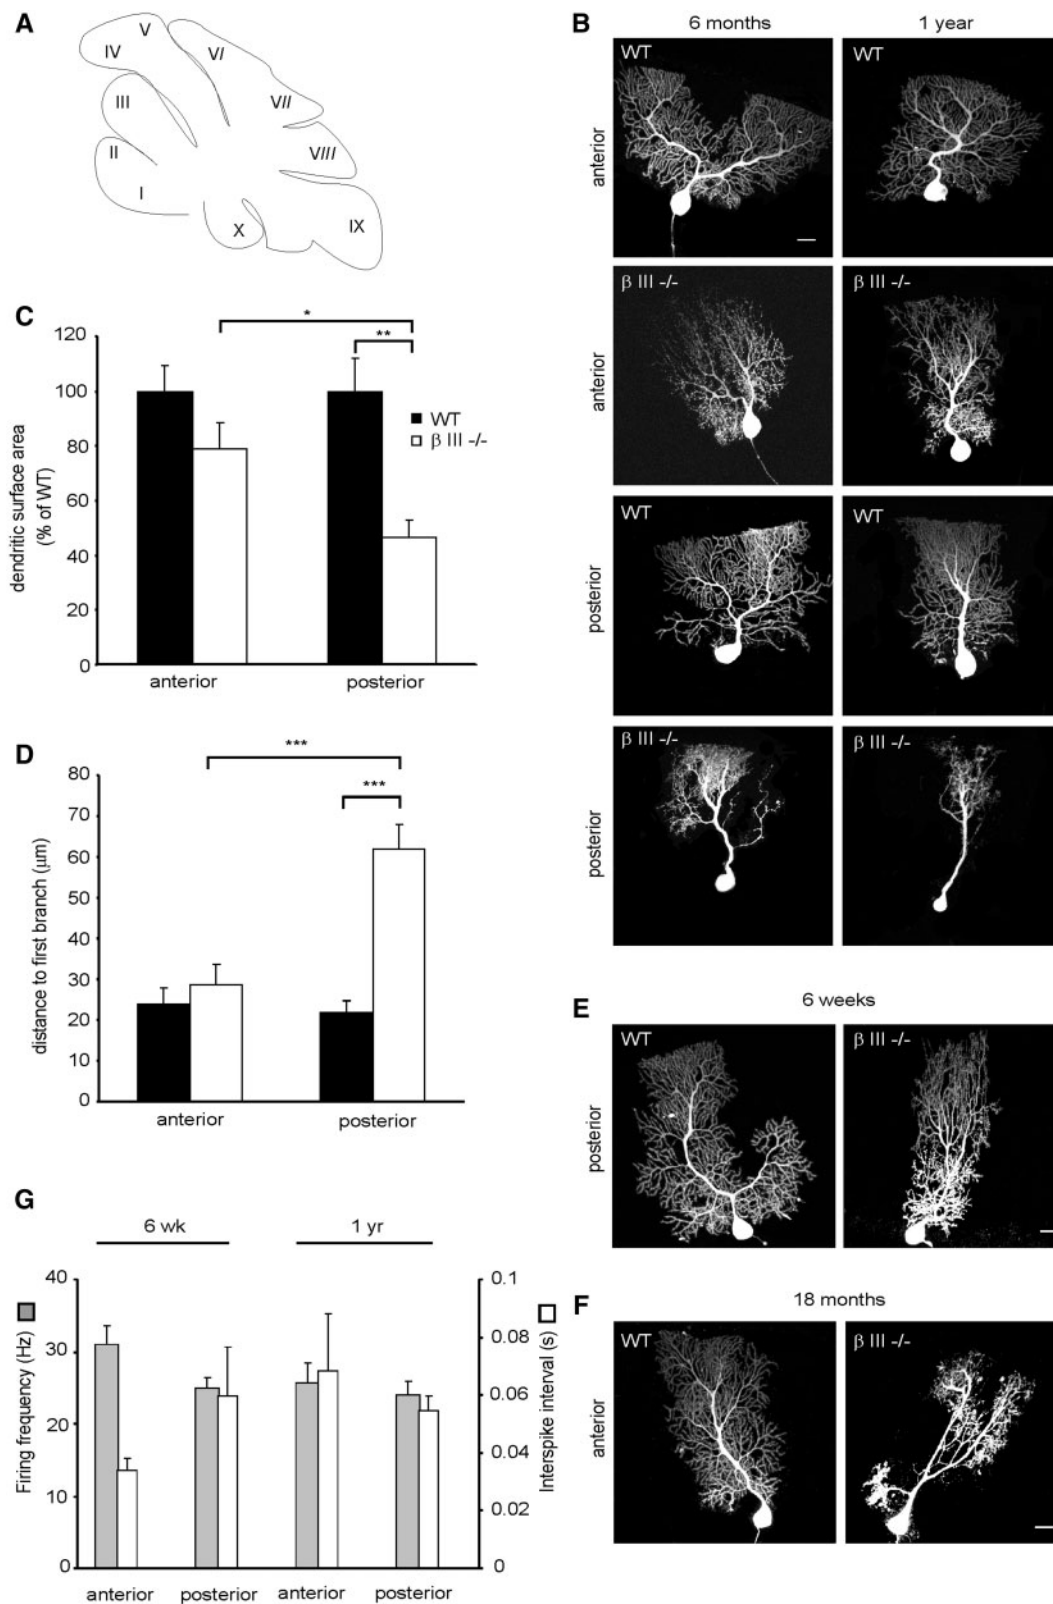 A
V
VI
IV
III
VII
II
VIII
I
X
IX
B
6 months
1 year
WT
WT
anterior
β III -/-
β III -/-
anterior
WT
WT
posterior
β III -/-
β III -/-
posterior
C
*
**
120
100
80
60
40
20
0
dendritic surface area
(% of WT)
WT
β III -/-
anterior
posterior
D
***
***
80
70
60
50
40
30
20
10
0
distance to first branch (μm)
anterior
posterior
E
6 weeks
WT
β III -/-
posterior
F
18 months
WT
β III -/-
anterior
G
6 wk
1 yr
40
30
20
10
0
Firing frequency (Hz)
0.1
0.08
0.06
0.04
0.02
0
Interspike interval (s)
anterior
posterior
anterior
posterior